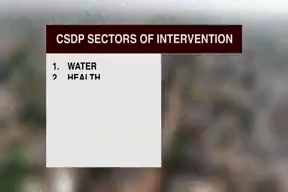 CSDP SECTORS OF INTERVENTION
1. WATER
2 HEALTH